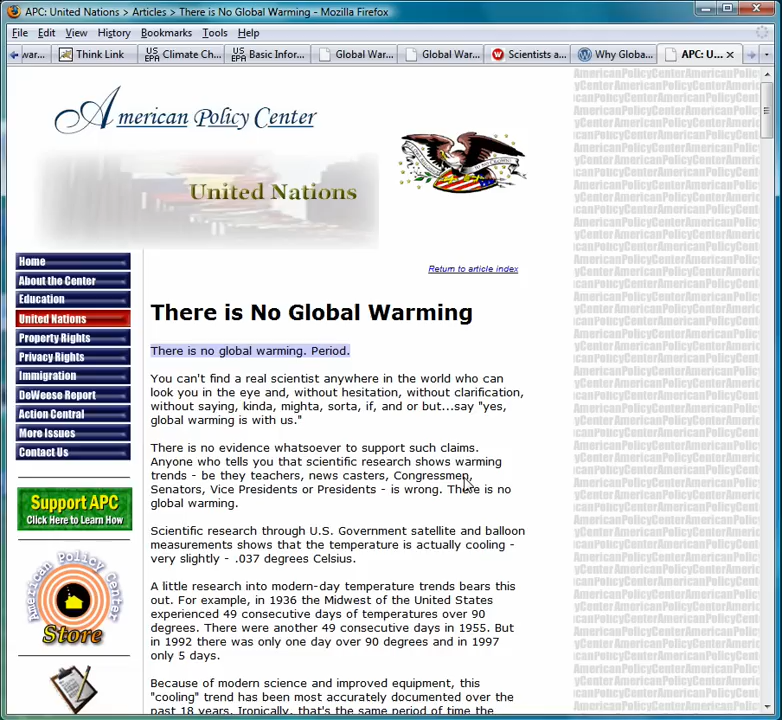 APC: United Nations > Articles > There is No Global Warming - Mozilla Firefox
File Edit View History Bookmarks Tools Help
war... Think Link US EPA Climate Ch... US EPA Basic Infor... Global War... Global War... Scientists a... Why Globa... APC: U...
American Policy Center
United Nations
Home
About the Center
Education
United Nations
Property Rights
Privacy Rights
Immigration
DeWeese Report
Action Central
More Issues
Contact Us
Support APC
Click Here to Learn How
American Policy Center
Store
Return to article index
There is No Global Warming
There is no global warming. Period.
You can't find a real scientist anywhere in the world who can
look you in the eye and, without hesitation, without clarification,
without saying, kinda, mighta, sorta, if, and or but...say "yes,
global warming is with us."
There is no evidence whatsoever to support such claims.
Anyone who tells you that scientific research shows warming
trends - be they teachers, news casters, Congressmen,
Senators, Vice Presidents or Presidents - is wrong. There is no
global warming.
Scientific research through U.S. Government satellite and balloon
measurements shows that the temperature is actually cooling -
very slightly - .037 degrees Celsius.
A little research into modern-day temperature trends bears this
out. For example, in 1936 the Midwest of the United States
experienced 49 consecutive days of temperatures over 90
degrees. There were another 49 consecutive days in 1955. But
in 1992 there was only one day over 90 degrees and in 1997
only 5 days.
Because of modern science and improved equipment, this
"cooling" trend has been most accurately documented over the
past 18 years. Ironically, that's the same period of time the